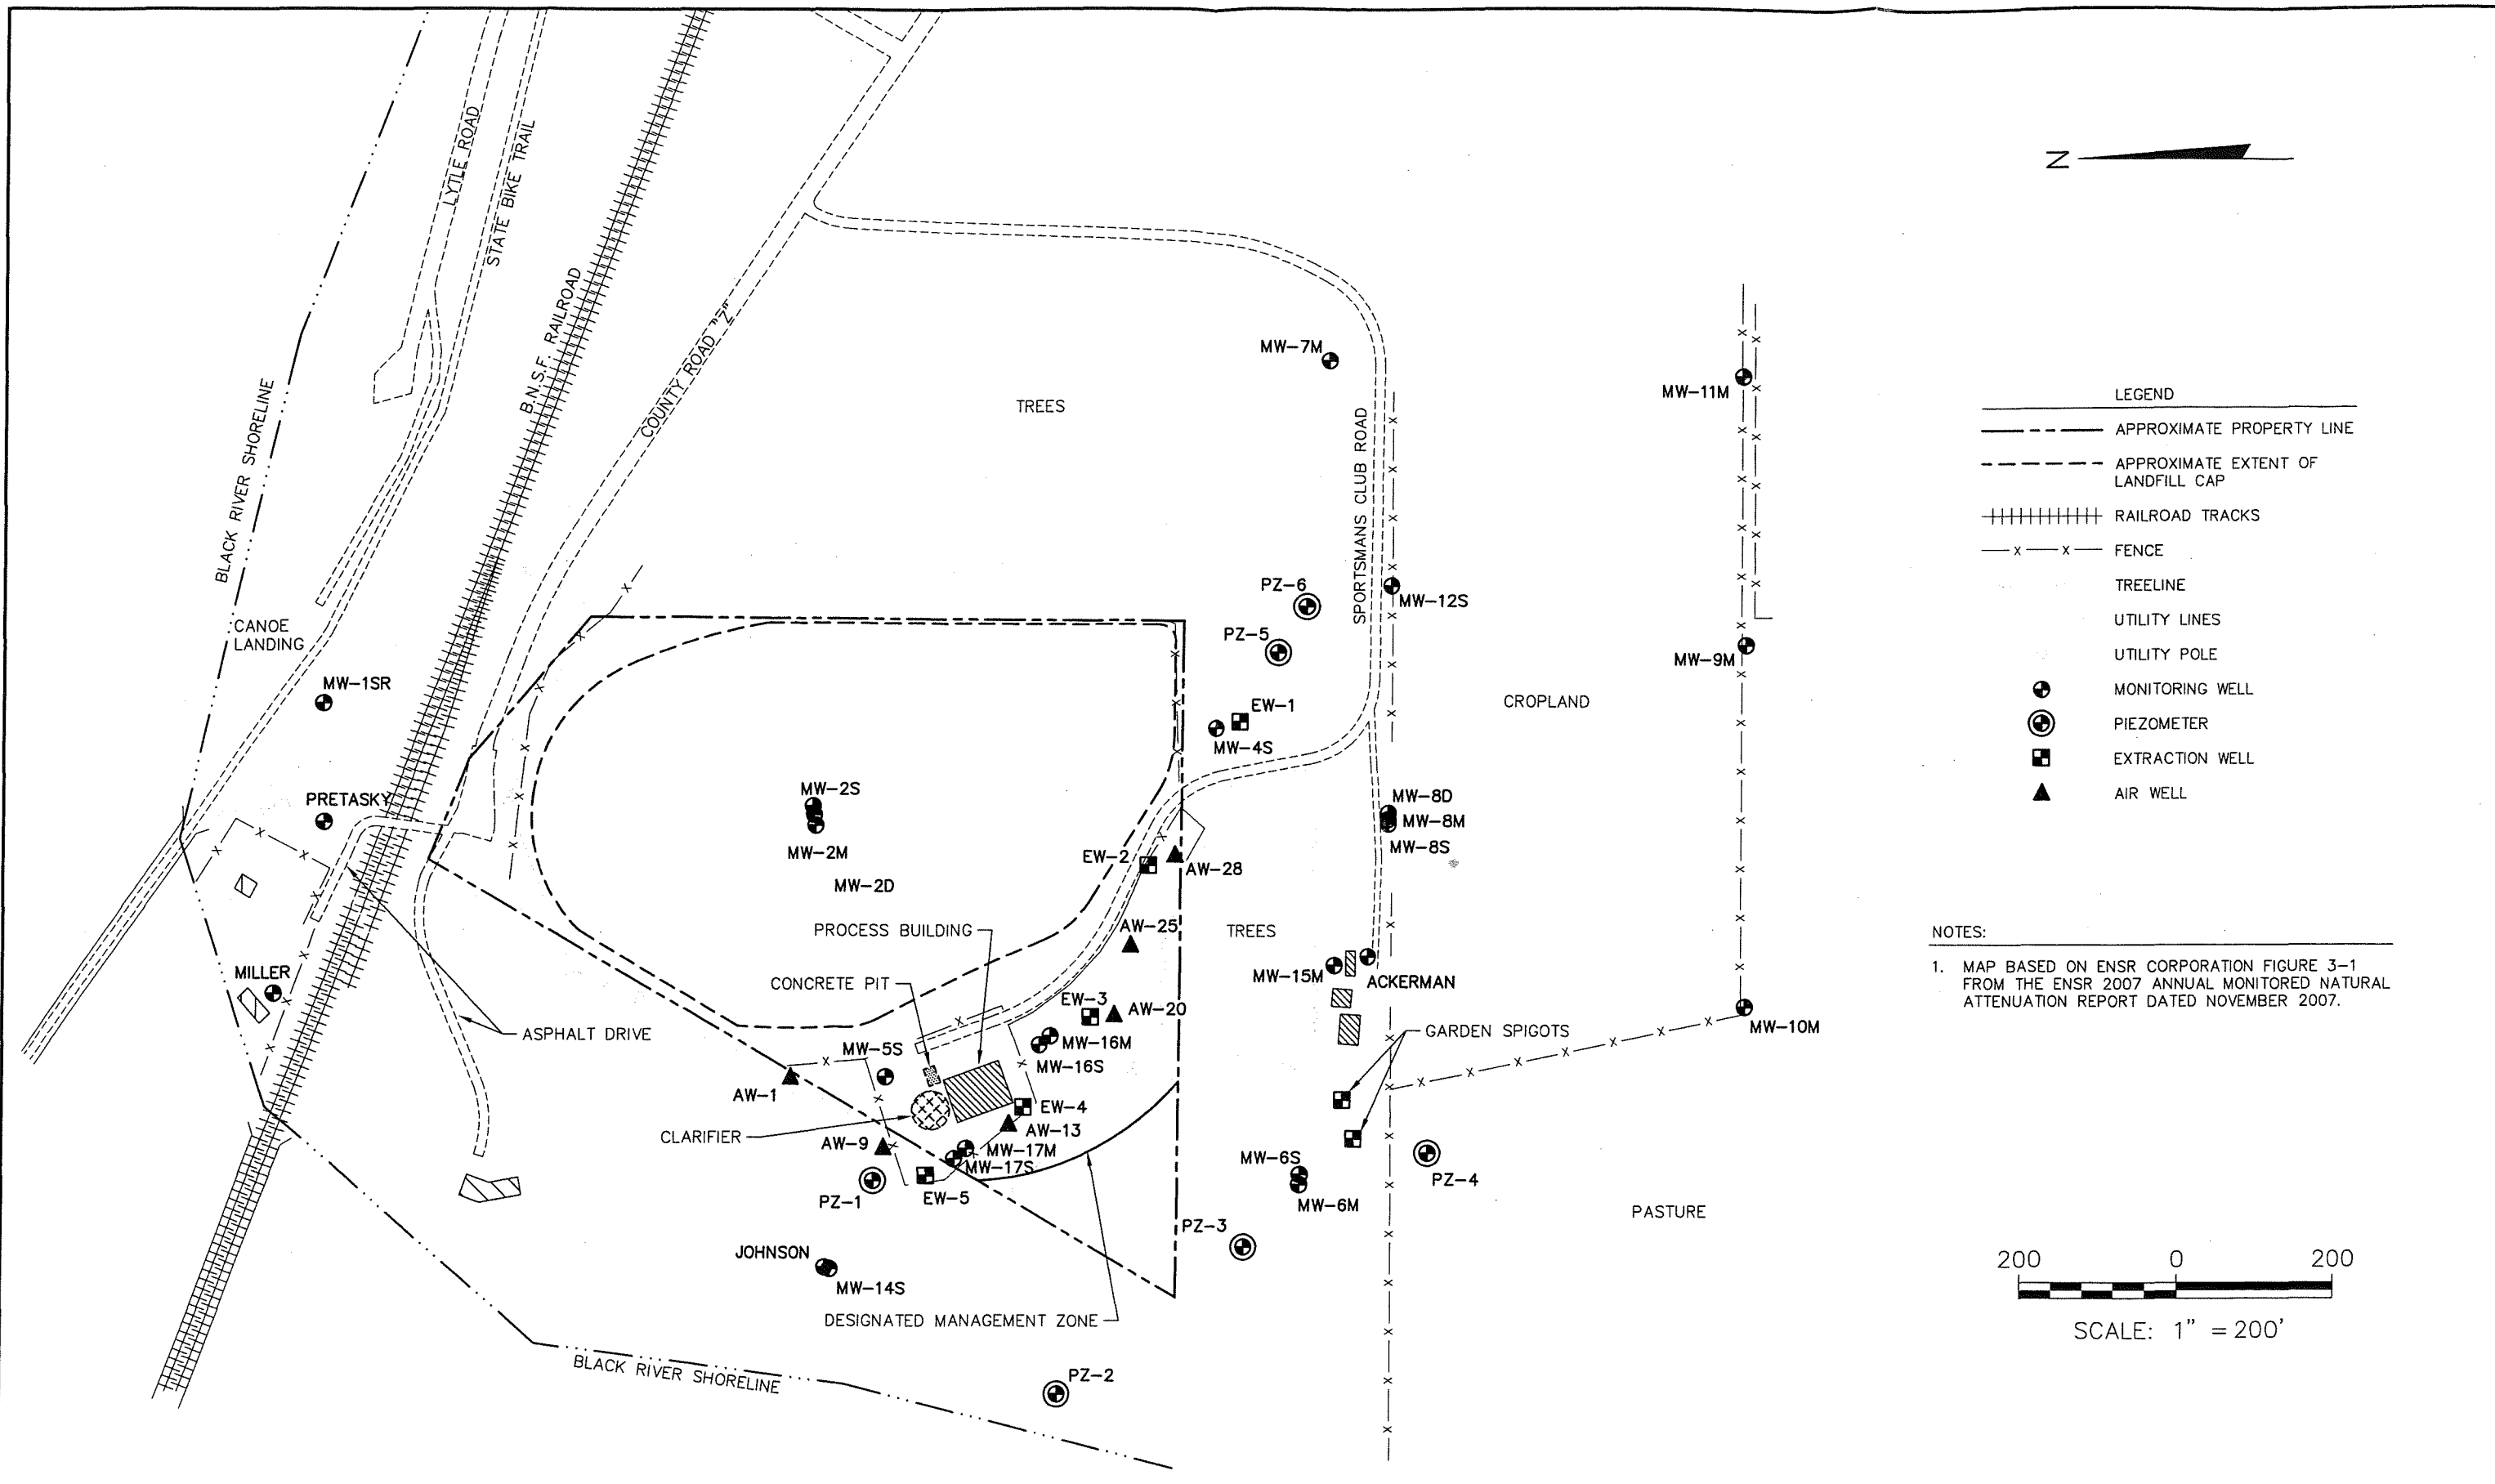 LYTLE ROAD
STATE BIKE TRAIL
B.N.S.F. RAILROAD
COUNTY ROAD "Z"
BLACK RIVER SHORELINE
N
MW-7M
TREES
MW-11M
SPORTSMANS CLUB ROAD
PZ-6
MW-12S
PZ-5
MW-9M
CANOE
LANDING
MW-1SR
EW-1
MW-4S
CROPLAND
PRETASKY
MW-2S
MW-2M
MW-2D
MW-8D
MW-8M
MW-8S
EW-2
AW-28
AW-25
TREES
PROCESS BUILDING
CONCRETE PIT
MILLER
MW-15M
ACKERMAN
EW-3
AW-20
ASPHALT DRIVE
MW-5S
MW-16M
MW-16S
GARDEN SPIGOTS
MW-10M
AW-1
EW-4
CLARIFIER
AW-13
AW-9
MW-17M
MW-17S
MW-6S
MW-6M
PZ-4
PZ-1
EW-5
PASTURE
PZ-3
JOHNSON
MW-14S
DESIGNATED MANAGEMENT ZONE
BLACK RIVER SHORELINE
PZ-2
LEGEND
APPROXIMATE PROPERTY LINE
APPROXIMATE EXTENT OF
LANDFILL CAP
RAILROAD TRACKS
x x FENCE
TREELINE
UTILITY LINES
UTILITY POLE
MONITORING WELL
PIEZOMETER
EXTRACTION WELL
AIR WELL
NOTES:
1. MAP BASED ON ENSR CORPORATION FIGURE 3-1
FROM THE ENSR 2007 ANNUAL MONITORED NATURAL
ATTENUATION REPORT DATED NOVEMBER 2007.
200 0 200
SCALE: 1" = 200'